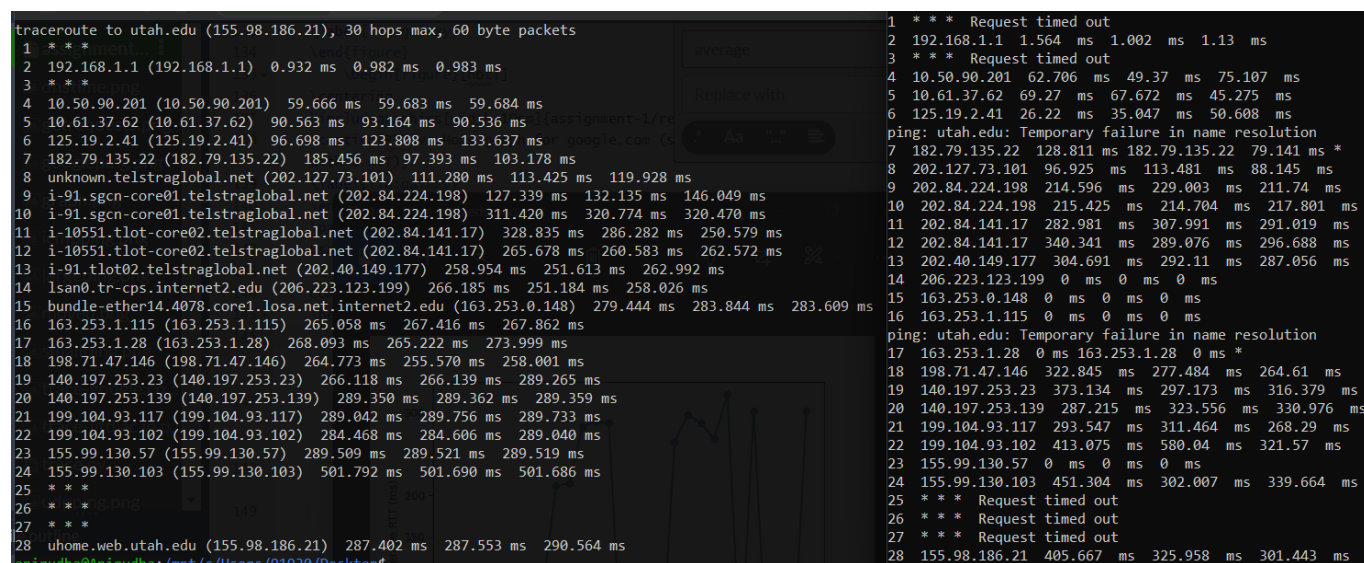 traceroute to utah.edu (155.98.186.21), 30 hops max, 60 byte packets
1 * * *
2 192.168.1.1 (192.168.1.1) 0.932 ms 0.982 ms 0.983 ms
3 * * *
4 10.50.90.201 (10.50.90.201) 59.666 ms 59.683 ms 59.684 ms
5 10.61.37.62 (10.61.37.62) 90.563 ms 93.164 ms 90.536 ms
6 125.19.2.41 (125.19.2.41) 96.698 ms 123.808 ms 133.637 ms
7 182.79.135.22 (182.79.135.22) 185.456 ms 97.393 ms 103.178 ms
8 unknown.telstraglobal.net (202.127.73.101) 111.280 ms 113.425 ms 119.928 ms
9 i-91.sgcn-core01.telstraglobal.net (202.84.224.198) 127.339 ms 132.135 ms 146.049 ms
10 i-91.sgcn-core01.telstraglobal.net (202.84.224.198) 311.420 ms 320.774 ms 320.470 ms
11 i-10551.tlot-core02.telstraglobal.net (202.84.141.17) 328.835 ms 286.282 ms 250.579 ms
12 i-10551.tlot-core02.telstraglobal.net (202.84.141.17) 265.678 ms 260.583 ms 262.572 ms
13 i-91.tlot02.telstraglobal.net (202.40.149.177) 258.954 ms 251.613 ms 262.992 ms
14 lsan0.tr-cps.internet2.edu (206.223.123.199) 266.185 ms 251.184 ms 258.026 ms
15 bundle-ether14.4078.core1.losa.net.internet2.edu (163.253.0.148) 279.444 ms 283.844 ms 283.609 ms
16 163.253.1.115 (163.253.1.115) 265.058 ms 267.416 ms 267.862 ms
17 163.253.1.28 (163.253.1.28) 268.093 ms 265.222 ms 273.999 ms
18 198.71.47.146 (198.71.47.146) 264.773 ms 255.570 ms 258.001 ms
19 140.197.253.23 (140.197.253.23) 266.118 ms 266.139 ms 289.265 ms
20 140.197.253.139 (140.197.253.139) 289.350 ms 289.362 ms 289.359 ms
21 199.104.93.117 (199.104.93.117) 289.042 ms 289.756 ms 289.733 ms
22 199.104.93.102 (199.104.93.102) 284.468 ms 284.606 ms 289.040 ms
23 155.99.130.57 (155.99.130.57) 289.509 ms 289.521 ms 289.519 ms
24 155.99.130.103 (155.99.130.103) 501.792 ms 501.690 ms 501.686 ms
25 * * *
26 * * *
27 * * *
28 uhome.web.utah.edu (155.98.186.21) 287.402 ms 287.553 ms 290.564 ms
1 * * * Request timed out
2 192.168.1.1 1.564 ms 1.002 ms 1.13 ms
3 * * * Request timed out
4 10.50.90.201 62.706 ms 49.37 ms 75.107 ms
5 10.61.37.62 69.27 ms 67.672 ms 45.275 ms
6 125.19.2.41 26.22 ms 35.047 ms 50.608 ms
ping: utah.edu: Temporary failure in name resolution
7 182.79.135.22 128.811 ms 182.79.135.22 79.141 ms *
8 202.127.73.101 96.925 ms 113.481 ms 88.145 ms
9 202.84.224.198 214.596 ms 229.003 ms 211.74 ms
10 202.84.224.198 215.425 ms 214.704 ms 217.801 ms
11 202.84.141.17 282.981 ms 307.991 ms 291.019 ms
12 202.84.141.17 340.341 ms 289.076 ms 296.688 ms
13 202.40.149.177 304.691 ms 292.11 ms 287.056 ms
14 206.223.123.199 0 ms 0 ms 0 ms
15 163.253.0.148 0 ms 0 ms 0 ms
16 163.253.1.115 0 ms 0 ms 0 ms
ping: utah.edu: Temporary failure in name resolution
17 163.253.1.28 0 ms 163.253.1.28 0 ms *
18 198.71.47.146 322.845 ms 277.484 ms 264.61 ms
19 140.197.253.23 373.134 ms 297.173 ms 316.379 ms
20 140.197.253.139 287.215 ms 323.556 ms 330.976 ms
21 199.104.93.117 293.547 ms 311.464 ms 268.29 ms
22 199.104.93.102 413.075 ms 580.04 ms 321.57 ms
23 155.99.130.57 0 ms 0 ms 0 ms
24 155.99.130.103 451.304 ms 302.007 ms 339.664 ms
25 * * * Request timed out
26 * * * Request timed out
27 * * * Request timed out
28 155.98.186.21 405.667 ms 325.958 ms 301.443 ms